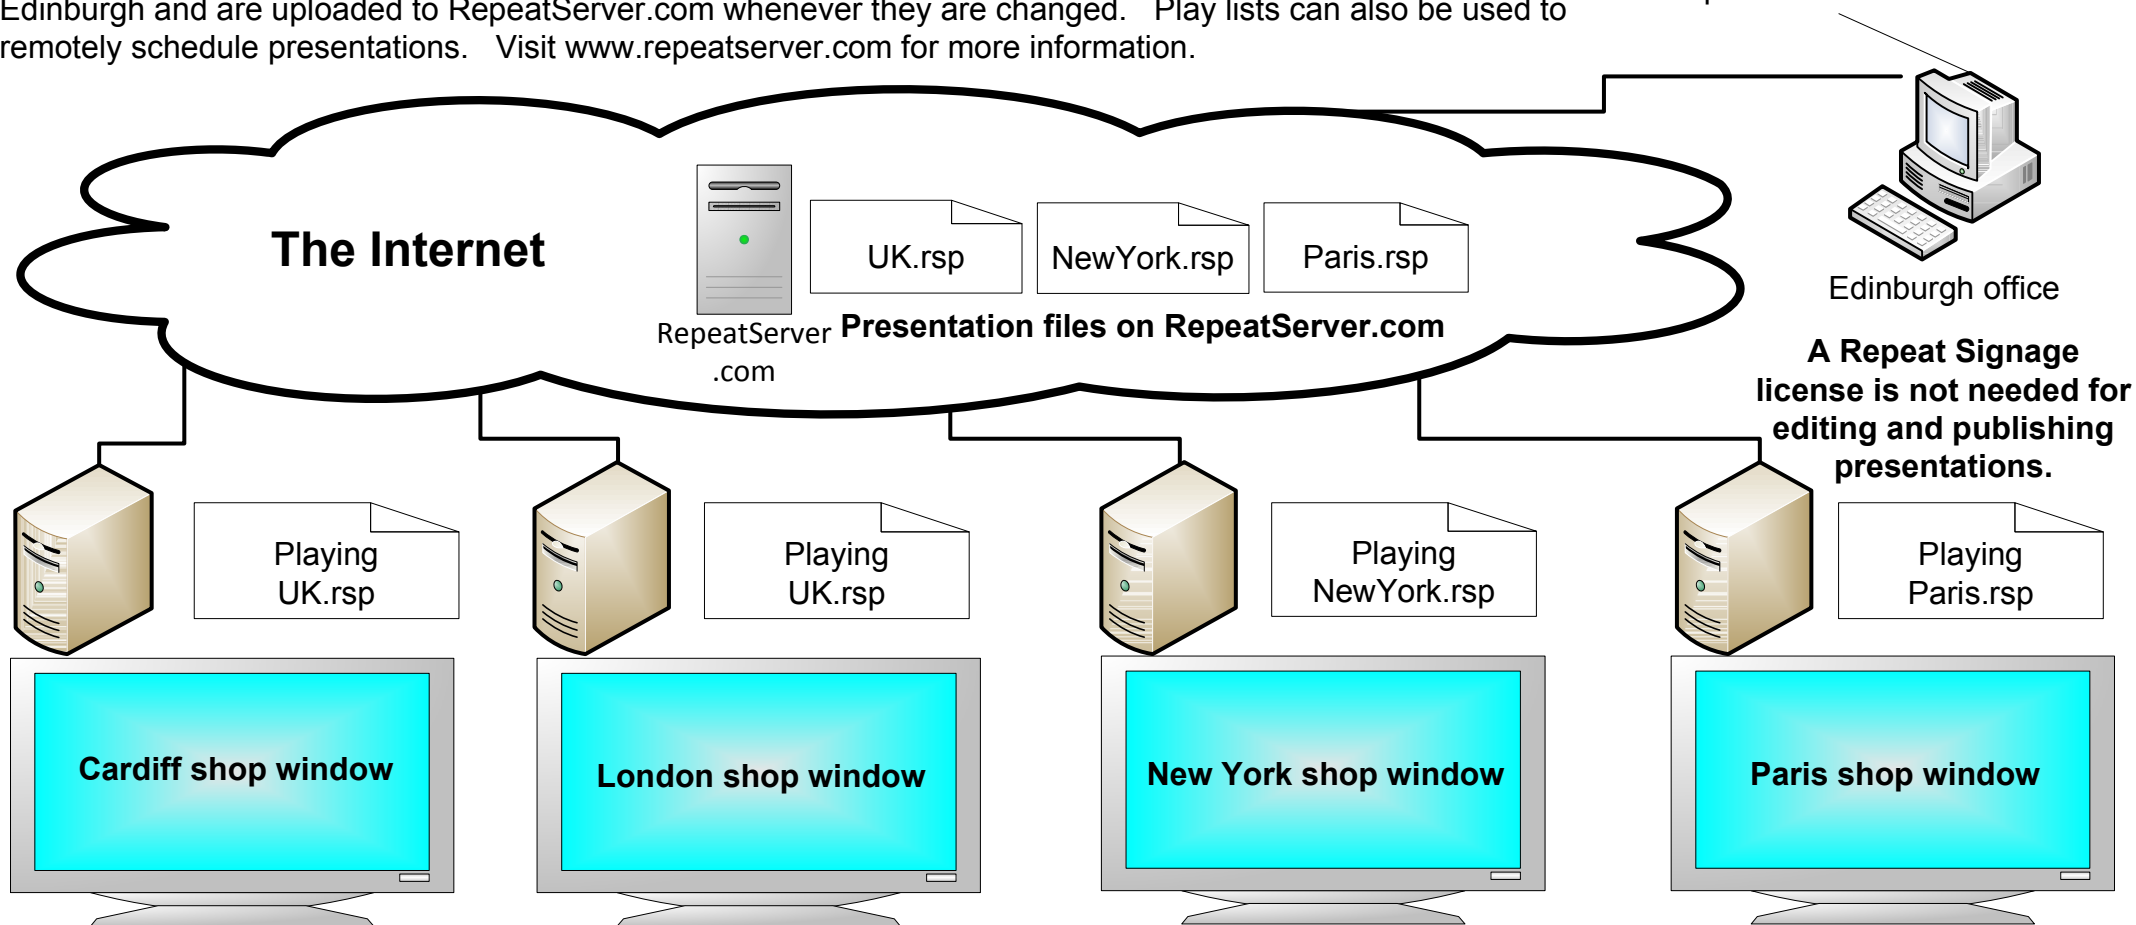 Edinburgh and are uploaded to RepeatServer.com whenever they are changed.   Play lists can also be used to
remotely schedule presentations.   Visit www.repeatserver.com for more information.
The Internet
UK.rsp
NewYork.rsp
Paris.rsp
RepeatServer
.com
Presentation files on RepeatServer.com
Edinburgh office
A Repeat Signage
license is not needed for
editing and publishing
presentations.
Playing
UK.rsp
Playing
UK.rsp
Playing
NewYork.rsp
Playing
Paris.rsp
Cardiff shop window
London shop window
New York shop window
Paris shop window